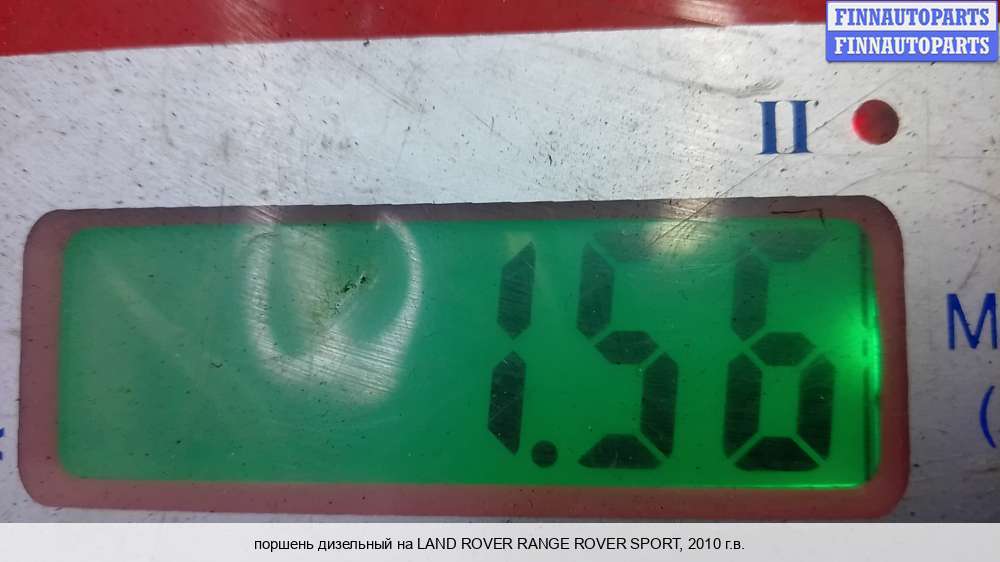 FINNAUTOPARTS
FINNAUTOPARTS
II
M
(
1.56
поршень дизельный на LAND ROVER RANGE ROVER SPORT, 2010 г.в.